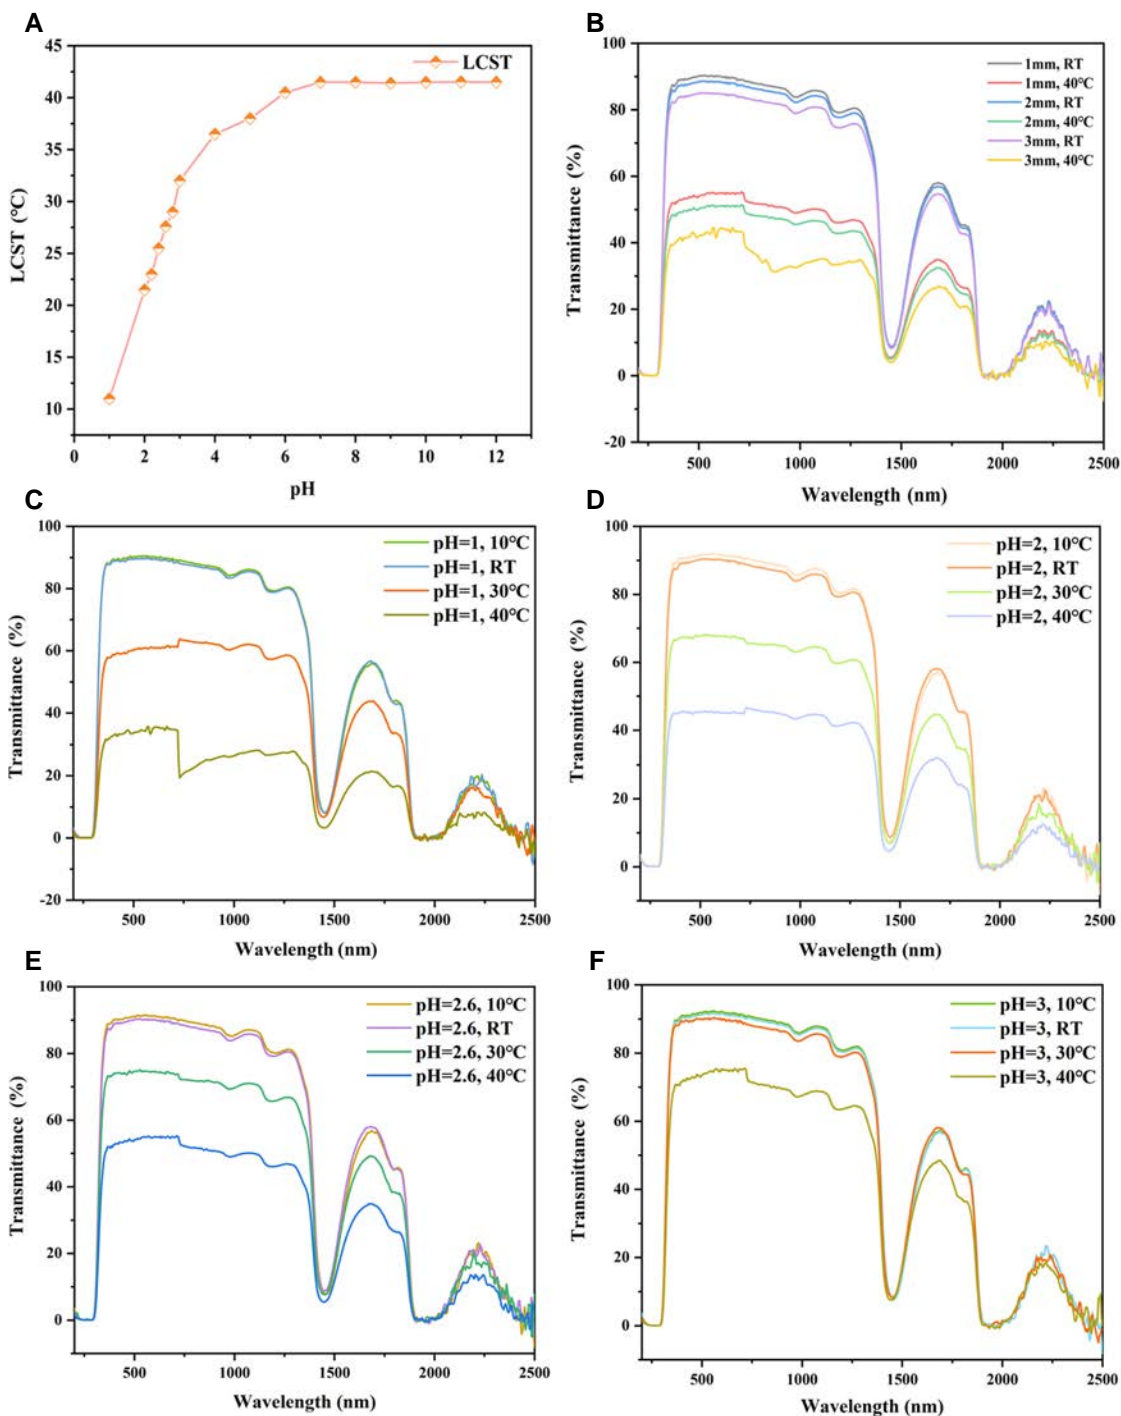 A
LCST
45
40
35
30
25
20
15
10
0 2 4 6 8 10 12
LCST (°C)
pH
B
1mm, RT
1mm, 40°C
2mm, RT
2mm, 40°C
3mm, RT
3mm, 40°C
100
80
60
40
20
0
-20
500 1000 1500 2000 2500
Transmittance (%)
Wavelength (nm)
C
pH=1, 10°C
pH=1, RT
pH=1, 30°C
pH=1, 40°C
100
80
60
40
20
0
-20
500 1000 1500 2000 2500
Transmittance (%)
Wavelength (nm)
D
pH=2, 10°C
pH=2, RT
pH=2, 30°C
pH=2, 40°C
100
80
60
40
20
0
500 1000 1500 2000 2500
Transmittance (%)
Wavelength (nm)
E
pH=2.6, 10°C
pH=2.6, RT
pH=2.6, 30°C
pH=2.6, 40°C
100
80
60
40
20
0
500 1000 1500 2000 2500
Transmittance (%)
Wavelength (nm)
F
pH=3, 10°C
pH=3, RT
pH=3, 30°C
pH=3, 40°C
100
80
60
40
20
0
500 1000 1500 2000 2500
Transmittance (%)
Wavelength (nm)